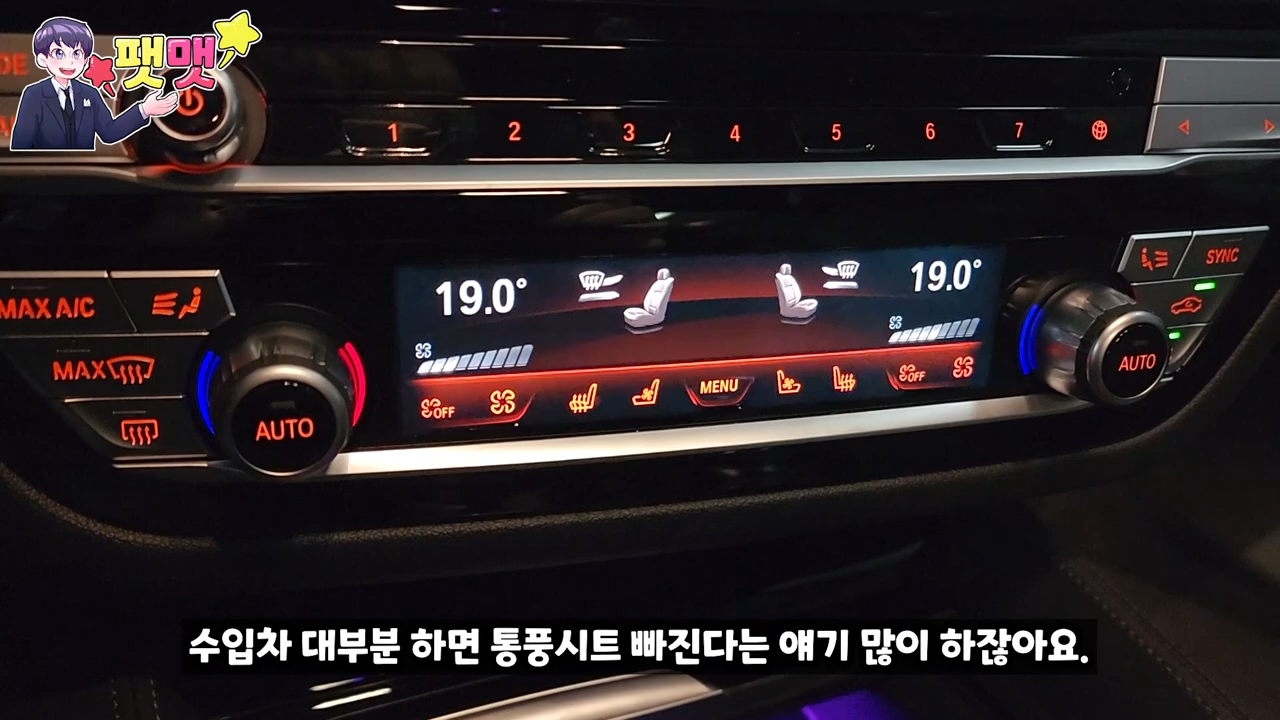 팻맷
1 2 3 4 5 6 7
SYNC
19.0° 19.0°
MAX A/C
MAX
AUTO
AUTO
OFF MENU OFF
수입차 대부분 하면 통풍시트 빠진다는 얘기 많이 하잖아요.